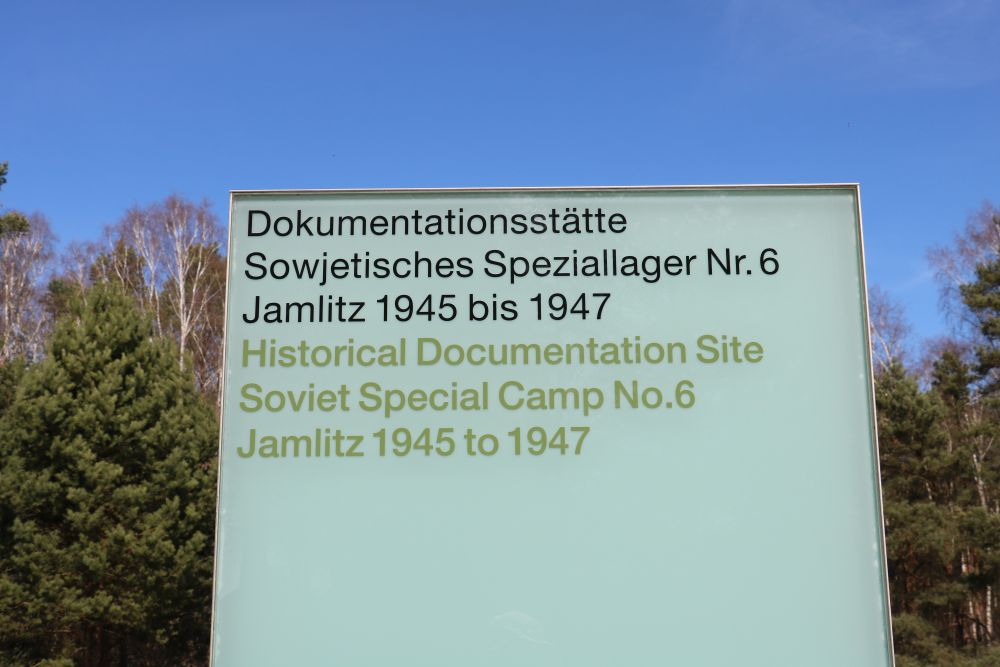 Dokumentationsstätte
Sowjetisches Speziallager Nr. 6
Jamlitz 1945 bis 1947
Historical Documentation Site
Soviet Special Camp No.6
Jamlitz 1945 to 1947